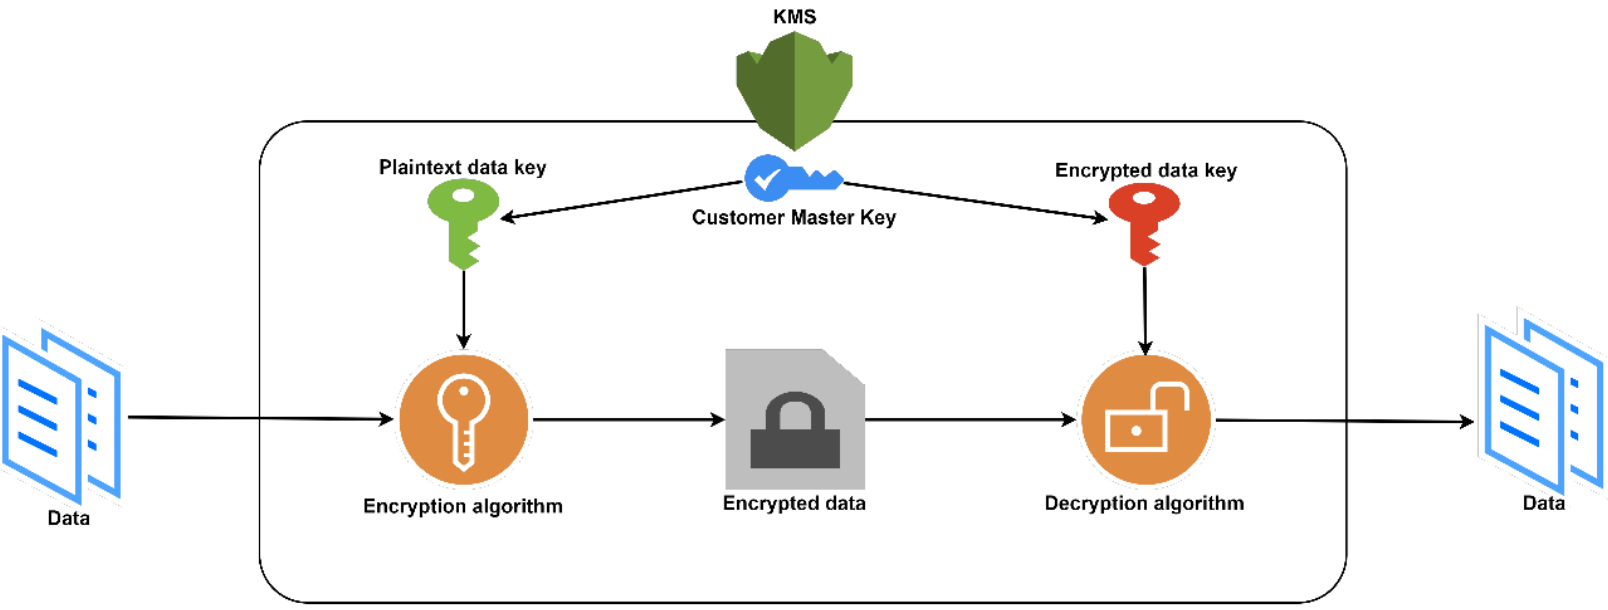 KMS
Plaintext data key
Encrypted data key
Customer Master Key
Encryption algorithm
Encrypted data
Decryption algorithm
Data
Data